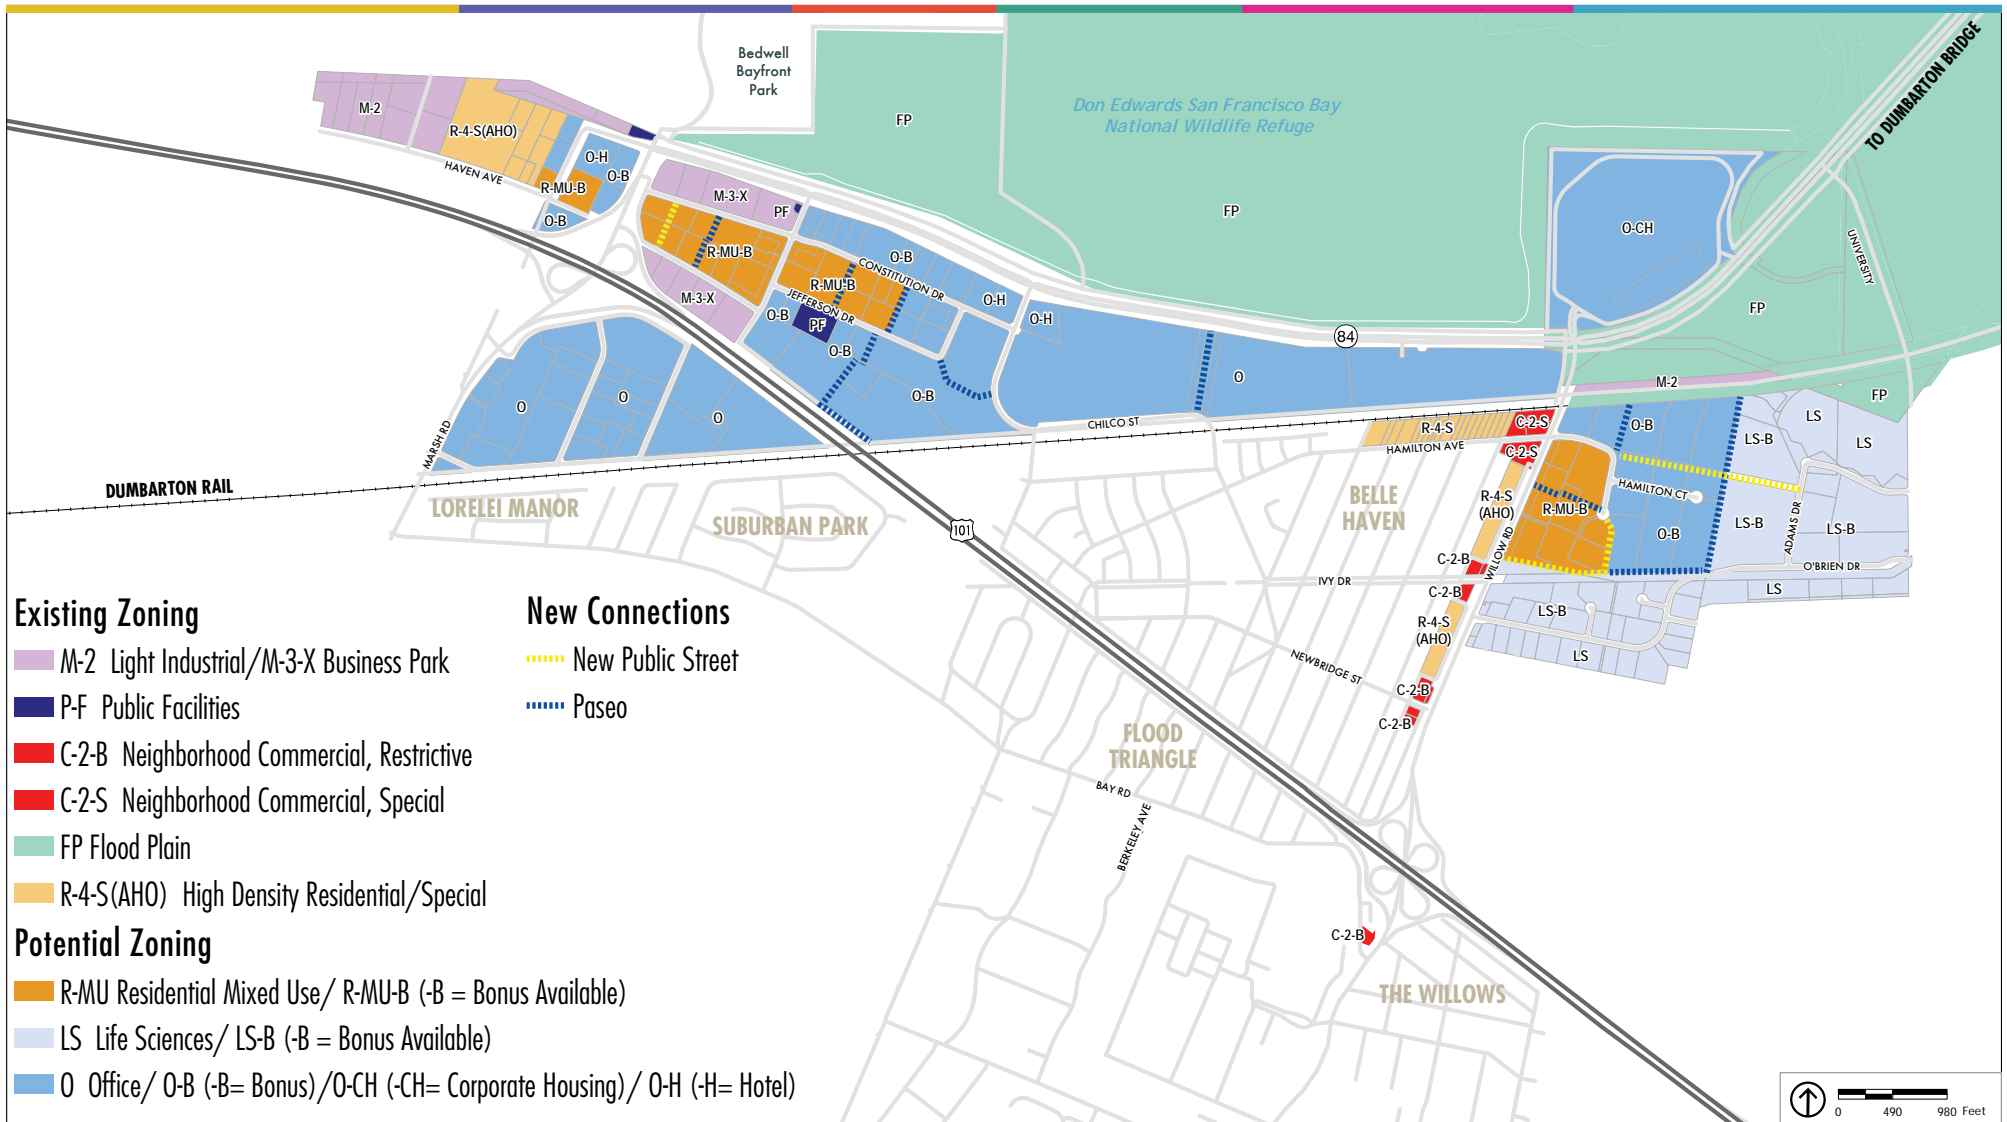 Bedwell
Bayfront
Park
TO DUMBARTON BRIDGE
Don Edwards San Francisco Bay
National Wildlife Refuge
M-2
R-4-S(AHO)
FP
O-H
O-B
HAVEN AVE
R-MU-B
O-B
M-3-X
PF
FP
O-CH
UNIVERSITY
R-MU-B
O-B
CONSTITUTION DR
R-MU-B
JEFFERSON DR
M-3-X
O-H
O-H
O-B
PF
O-B
84
FP
O
O
O
O-B
O
M-2
FP
MARSH RD
CHILCO ST
R-4-S
C-2-S
HAMILTON AVE
C-2-S
O-B
LS
LS-B
LS
DUMBARTON RAIL
LORELEI MANOR
SUBURBAN PARK
101
BELLE
HAVEN
R-4-S
(AHO)
R-MU-B
HAMILTON CT
O-B
LS-B
ADAMS DR
LS-B
WILLOW RD
C-2-B
O'BRIEN DR
IVY DR
C-2-B
LS
LS-B
R-4-S
(AHO)
LS
NEWBRIDGE ST
C-2-B
C-2-B
FLOOD
TRIANGLE
BAY RD
BERKELEY AVE
C-2-B
THE WILLOWS
Existing Zoning
M-2 Light Industrial/M-3-X Business Park
P-F Public Facilities
C-2-B Neighborhood Commercial, Restrictive
C-2-S Neighborhood Commercial, Special
FP Flood Plain
R-4-S(AHO) High Density Residential/Special
Potential Zoning
R-MU Residential Mixed Use/ R-MU-B (-B = Bonus Available)
LS Life Sciences/ LS-B (-B = Bonus Available)
O Office/ O-B (-B= Bonus)/O-CH (-CH= Corporate Housing)/ O-H (-H= Hotel)
New Connections
New Public Street
Paseo
0 490 980 Feet